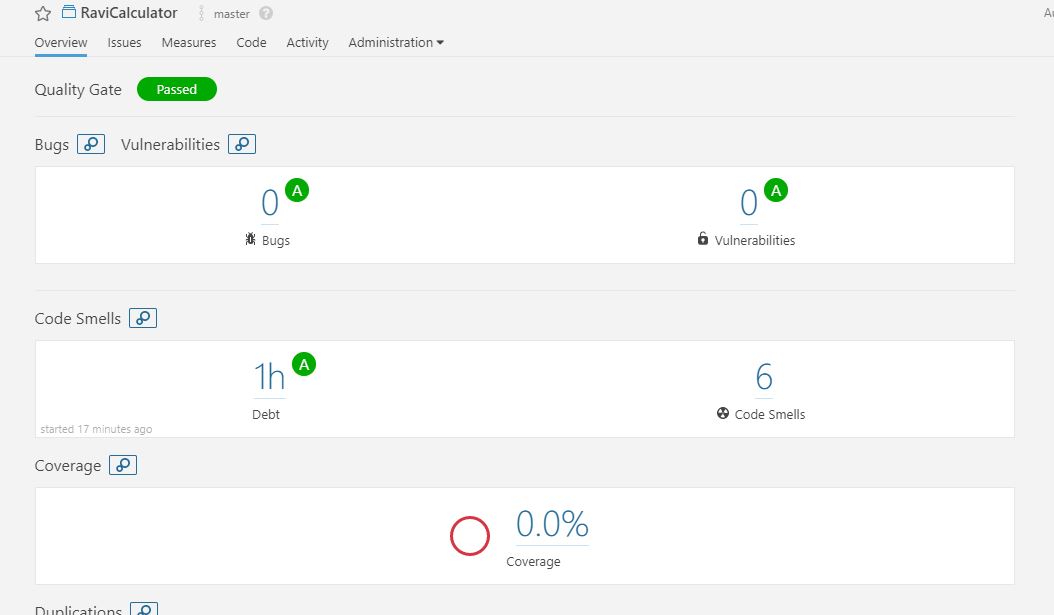 RaviCalculator master ?
Overview Issues Measures Code Activity Administration
Quality Gate Passed
Bugs Vulnerabilities
0 A 0 A
Bugs Vulnerabilities
Code Smells
1h A 6
Debt Code Smells
started 17 minutes ago
Coverage
0.0%
Coverage
Duplications